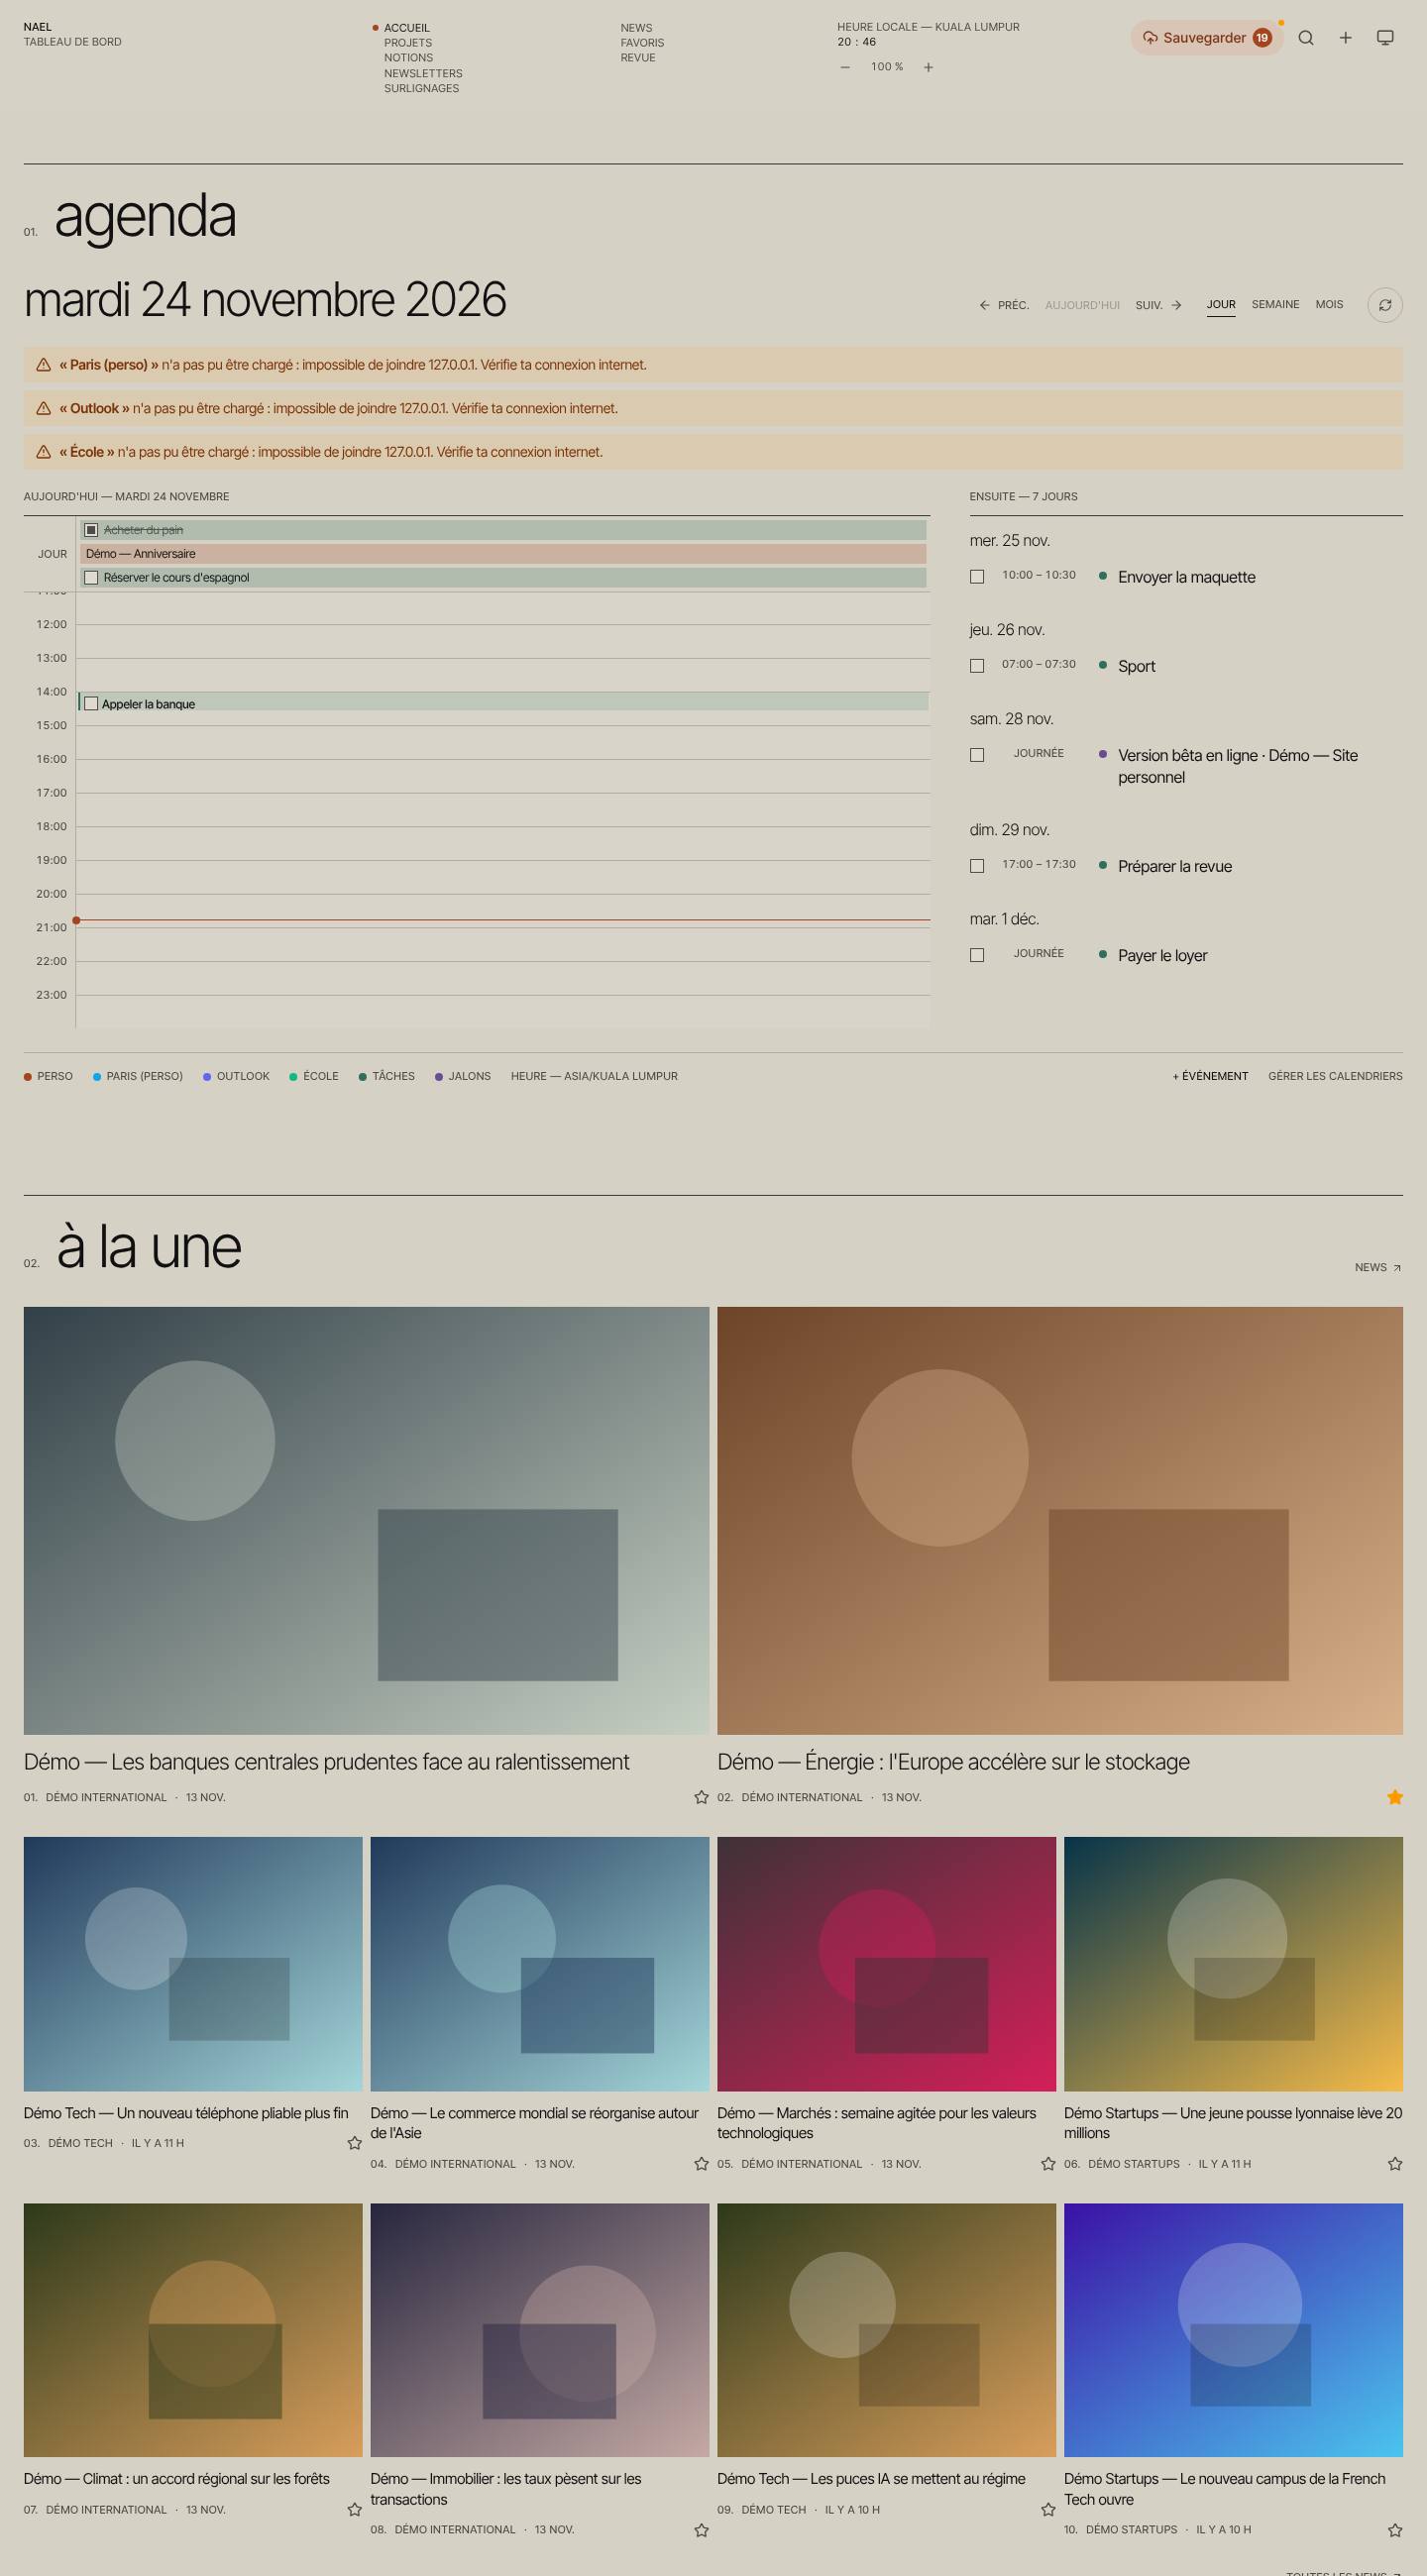 NAEL
TABLEAU DE BORD
ACCUEIL
PROJETS
NOTIONS
NEWSLETTERS
SURLIGNAGES
NEWS
FAVORIS
REVUE
HEURE LOCALE — KUALA LUMPUR
20 : 46
− 100 % +
Sauvegarder 19
01. agenda
mardi 24 novembre 2026
← PRÉC. AUJOURD'HUI SUIV. → JOUR SEMAINE MOIS
« Paris (perso) » n'a pas pu être chargé : impossible de joindre 127.0.0.1. Vérifie ta connexion internet.
« Outlook » n'a pas pu être chargé : impossible de joindre 127.0.0.1. Vérifie ta connexion internet.
« École » n'a pas pu être chargé : impossible de joindre 127.0.0.1. Vérifie ta connexion internet.
AUJOURD'HUI — MARDI 24 NOVEMBRE
JOUR
Acheter du pain
Démo — Anniversaire
Réserver le cours d'espagnol
12:00
13:00
14:00
Appeler la banque
15:00
16:00
17:00
18:00
19:00
20:00
21:00
22:00
23:00
ENSUITE — 7 JOURS
mer. 25 nov.
10:00 – 10:30 Envoyer la maquette
jeu. 26 nov.
07:00 – 07:30 Sport
sam. 28 nov.
JOURNÉE Version bêta en ligne · Démo — Site
personnel
dim. 29 nov.
17:00 – 17:30 Préparer la revue
mar. 1 déc.
JOURNÉE Payer le loyer
PERSO PARIS (PERSO) OUTLOOK ÉCOLE TÂCHES JALONS HEURE — ASIA/KUALA LUMPUR
+ ÉVÉNEMENT GÉRER LES CALENDRIERS
02. à la une
NEWS
Démo — Les banques centrales prudentes face au ralentissement
01. DÉMO INTERNATIONAL · 13 NOV.
Démo — Énergie : l'Europe accélère sur le stockage
02. DÉMO INTERNATIONAL · 13 NOV.
Démo Tech — Un nouveau téléphone pliable plus fin
03. DÉMO TECH · IL Y A 11 H
Démo — Le commerce mondial se réorganise autour
de l'Asie
04. DÉMO INTERNATIONAL · 13 NOV.
Démo — Marchés : semaine agitée pour les valeurs
technologiques
05. DÉMO INTERNATIONAL · 13 NOV.
Démo Startups — Une jeune pousse lyonnaise lève 20
millions
06. DÉMO STARTUPS · IL Y A 11 H
Démo — Climat : un accord régional sur les forêts
07. DÉMO INTERNATIONAL · 13 NOV.
Démo — Immobilier : les taux pèsent sur les
transactions
08. DÉMO INTERNATIONAL · 13 NOV.
Démo Tech — Les puces IA se mettent au régime
09. DÉMO TECH · IL Y A 10 H
Démo Startups — Le nouveau campus de la French
Tech ouvre
10. DÉMO STARTUPS · IL Y A 10 H